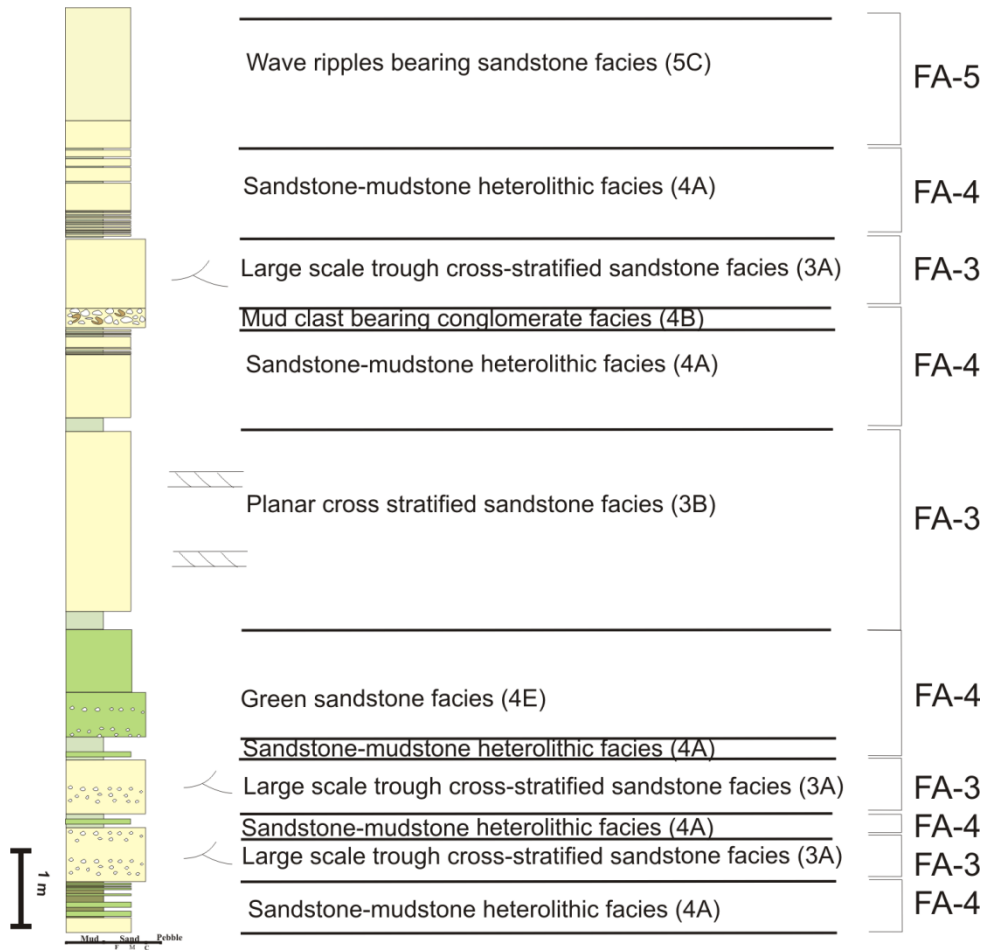 Wave ripples bearing sandstone facies (5C)
FA-5
Sandstone-mudstone heterolithic facies (4A)
FA-4
Large scale trough cross-stratified sandstone facies (3A)
FA-3
Mud clast bearing conglomerate facies (4B)
Sandstone-mudstone heterolithic facies (4A)
FA-4
Planar cross stratified sandstone facies (3B)
FA-3
Green sandstone facies (4E)
FA-4
Sandstone-mudstone heterolithic facies (4A)
Large scale trough cross-stratified sandstone facies (3A)
FA-3
Sandstone-mudstone heterolithic facies (4A)
FA-4
Large scale trough cross-stratified sandstone facies (3A)
FA-3
Sandstone-mudstone heterolithic facies (4A)
FA-4
1 m
Mud Sand Pebble
F M C